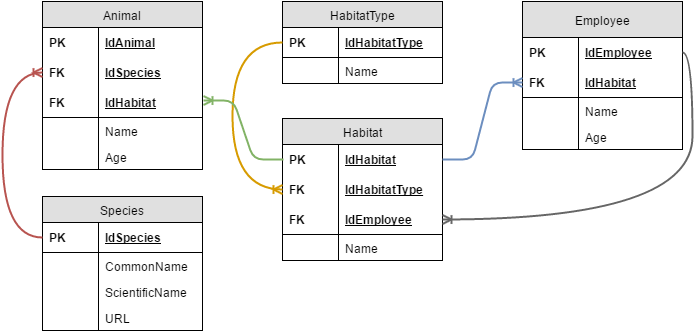 Animal
PK IdAnimal
FK IdSpecies
FK IdHabitat
Name
Age
Species
PK IdSpecies
CommonName
ScientificName
URL
HabitatType
PK IdHabitatType
Name
Habitat
PK IdHabitat
FK IdHabitatType
FK IdEmployee
Name
Employee
PK IdEmployee
FK IdHabitat
Name
Age